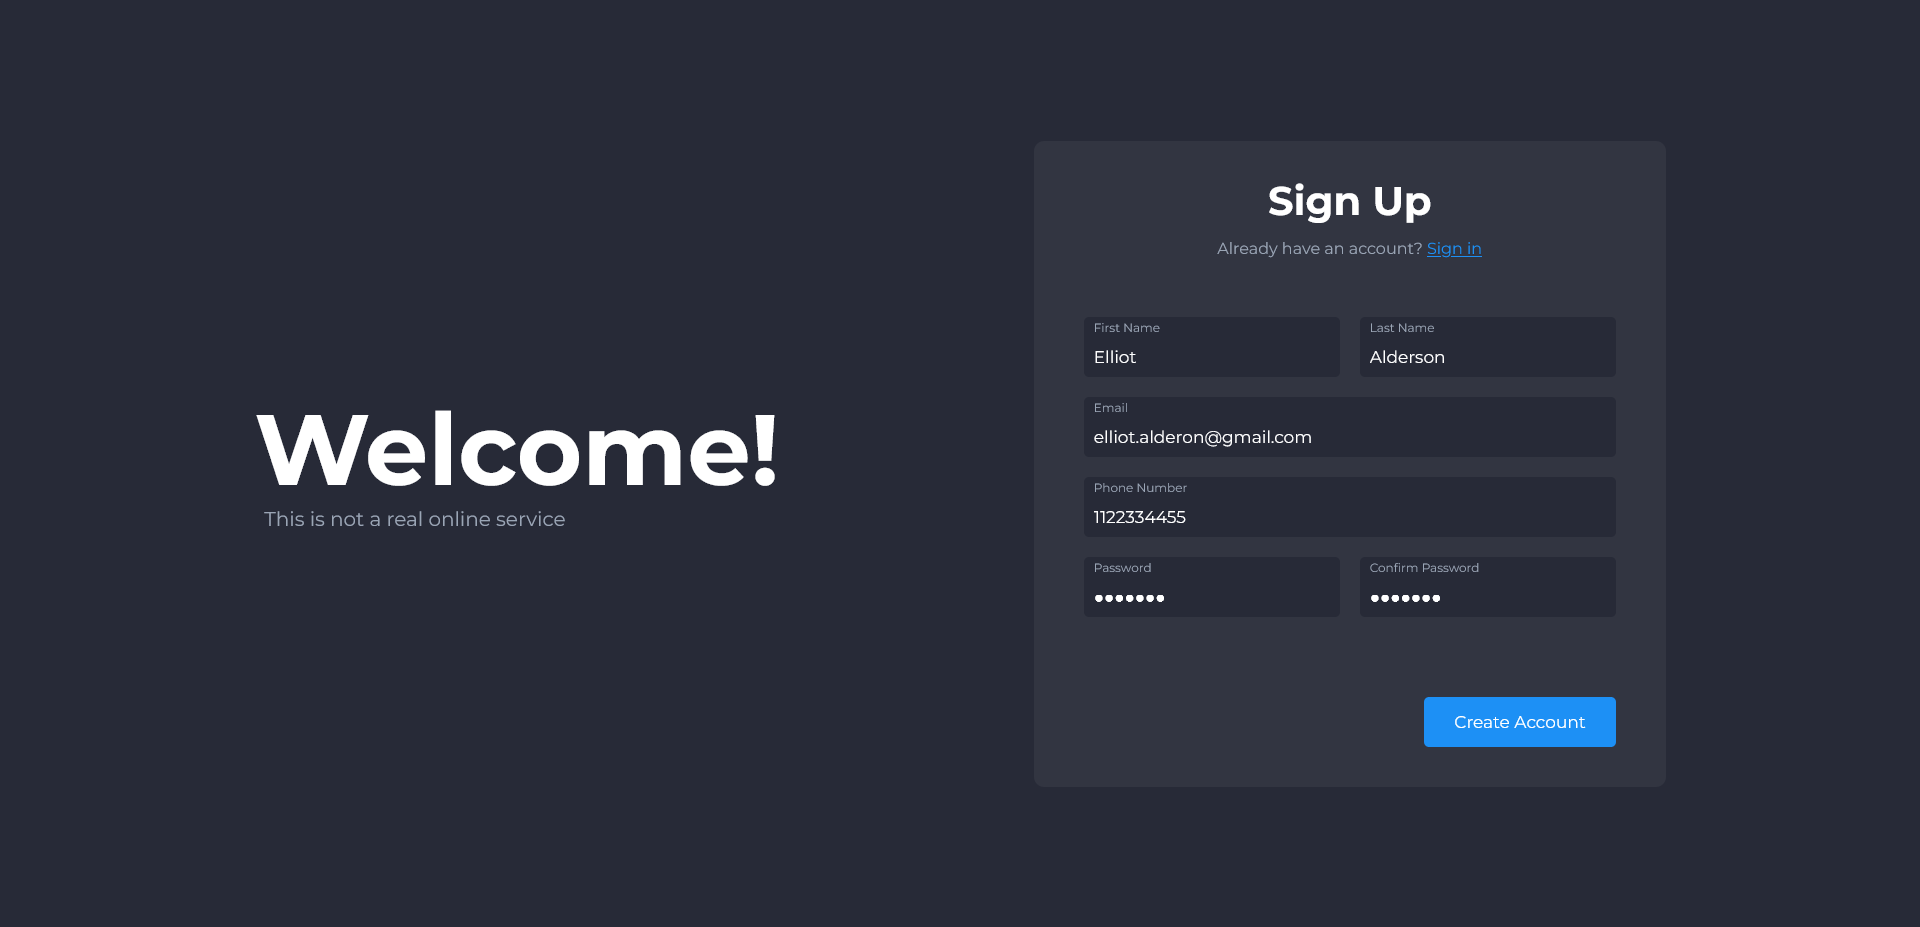 Welcome!
This is not a real online service
Sign Up
Already have an account? Sign in
First Name
Elliot
Last Name
Alderson
Email
elliot.alderon@gmail.com
Phone Number
1122334455
Password
•••••••
Confirm Password
•••••••
Create Account